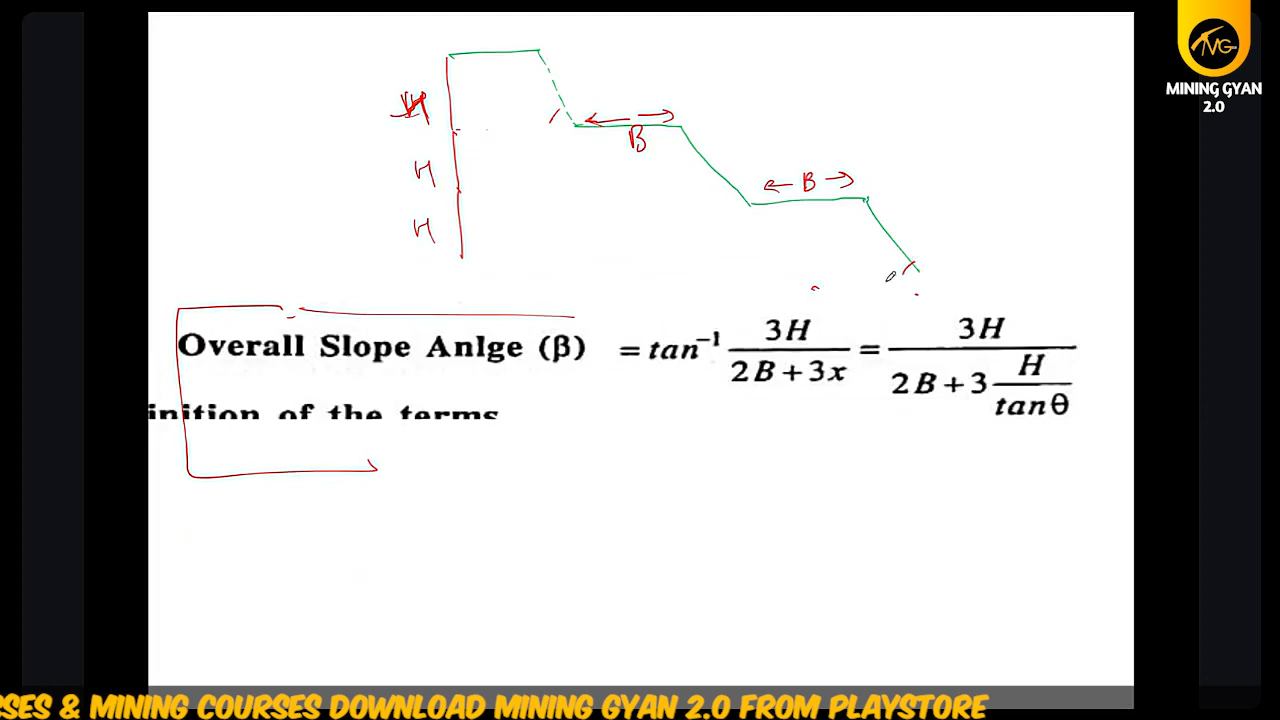 MINING GYAN
2.0
H
B
H
B
H
Overall Slope Anlge (β) = tan⁻¹ 3H / 2B + 3x = 3H / 2B + 3 H / tanθ
inition of the terms
SES & MINING COURSES DOWNLOAD MINING GYAN 2.0 FROM PLAYSTORE